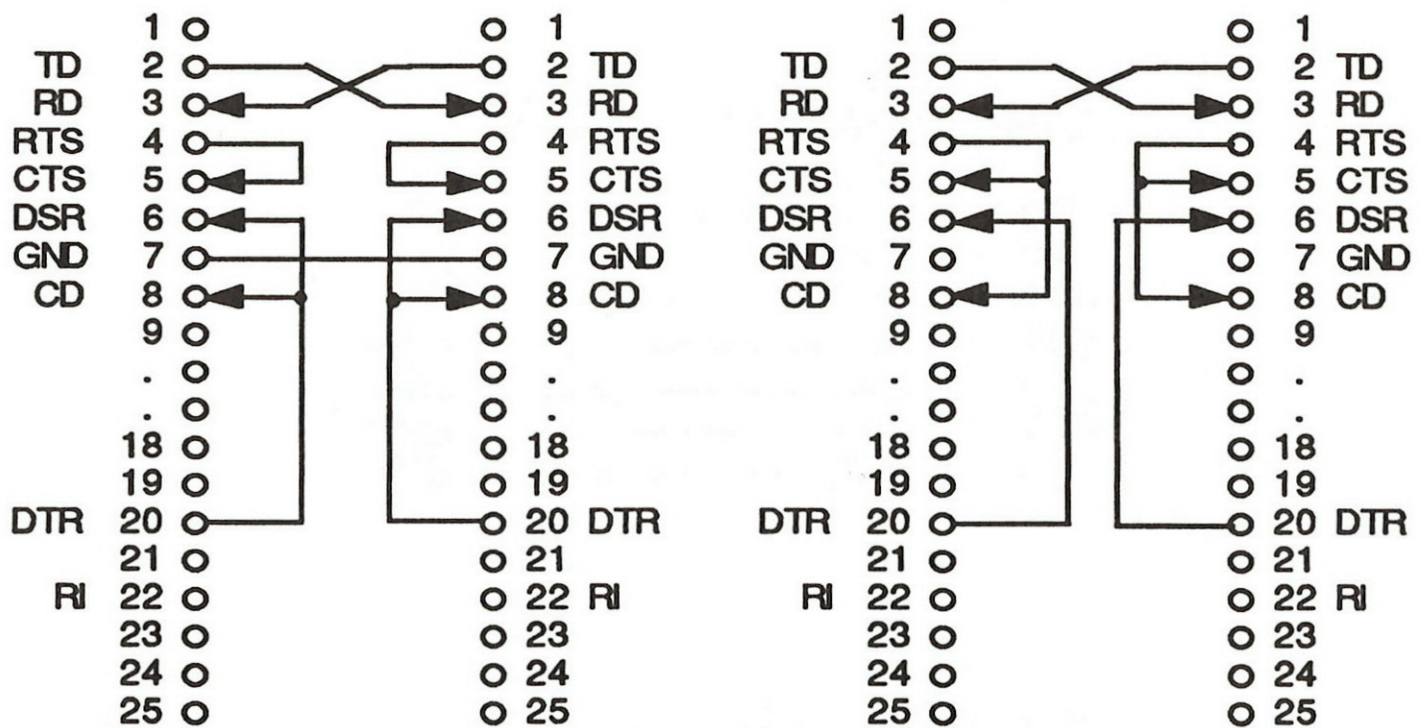 1 1 1 1
TD 2 2 TD TD 2 2 TD
RD 3 3 RD RD 3 3 RD
RTS 4 4 RTS RTS 4 4 RTS
CTS 5 5 CTS CTS 5 5 CTS
DSR 6 6 DSR DSR 6 6 DSR
GND 7 7 GND GND 7 7 GND
CD 8 8 CD CD 8 8 CD
9 9 9 9
. . . .
. . . .
18 18 18 18
19 19 19 19
DTR 20 20 DTR DTR 20 20 DTR
21 21 21 21
RI 22 22 RI RI 22 22 RI
23 23 23 23
24 24 24 24
25 25 25 25